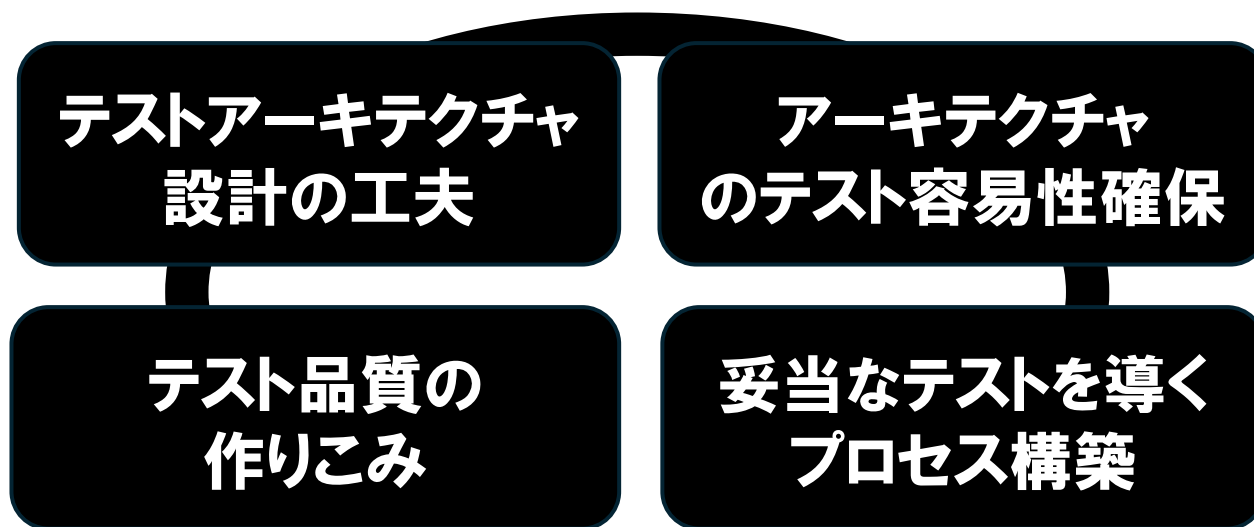 テストアーキテクチャ
設計の工夫
アーキテクチャ
のテスト容易性確保
テスト品質の
作りこみ
妥当なテストを導く
プロセス構築